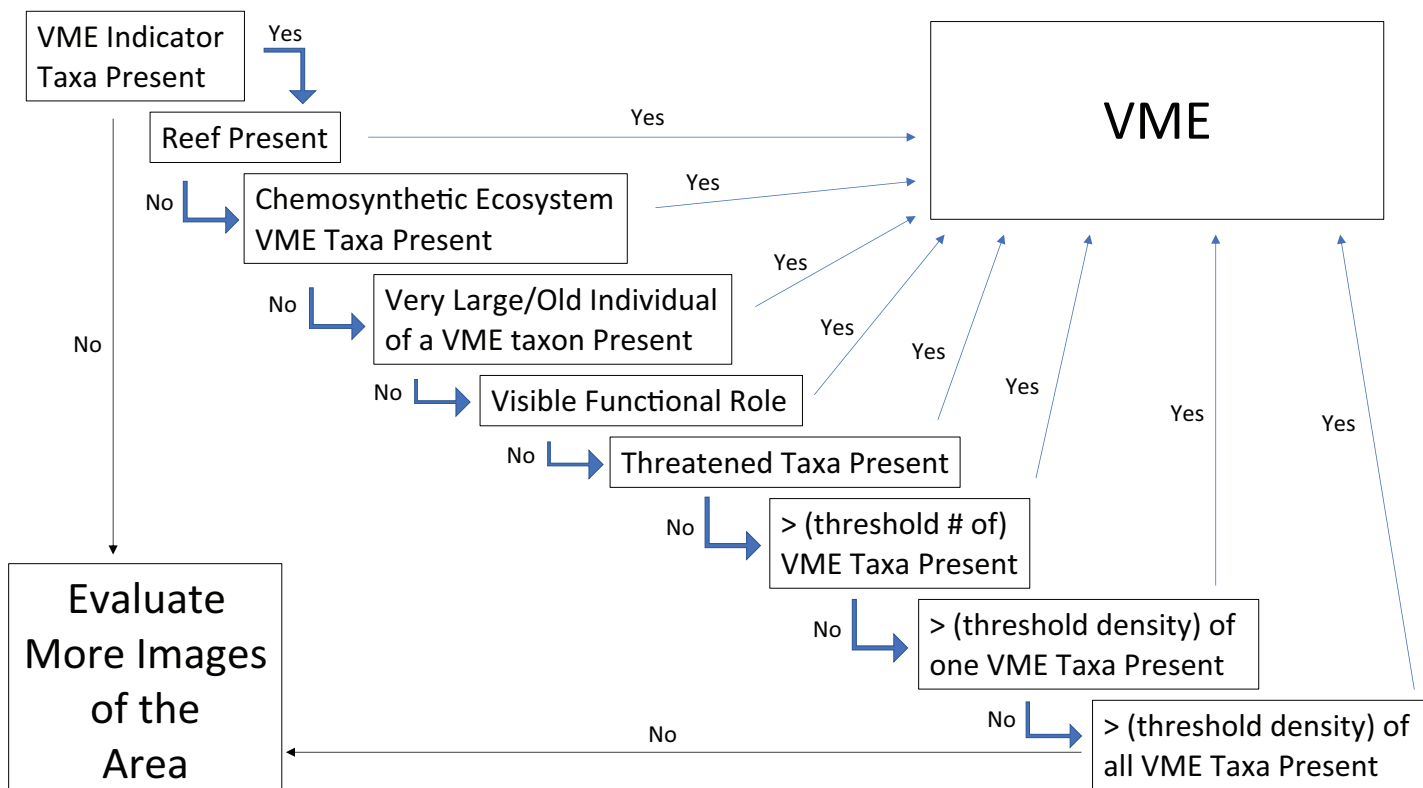 VME Indicator
Taxa Present
Yes
VME
Reef Present
Yes
No
Chemosynthetic Ecosystem
VME Taxa Present
Yes
No
Very Large/Old Individual
of a VME taxon Present
Yes
No
No
Visible Functional Role
Yes
No
Threatened Taxa Present
Yes
No
> (threshold # of)
VME Taxa Present
Yes
No
> (threshold density) of
one VME Taxa Present
Yes
No
> (threshold density) of
all VME Taxa Present
Yes
No
Evaluate
More Images
of the
Area